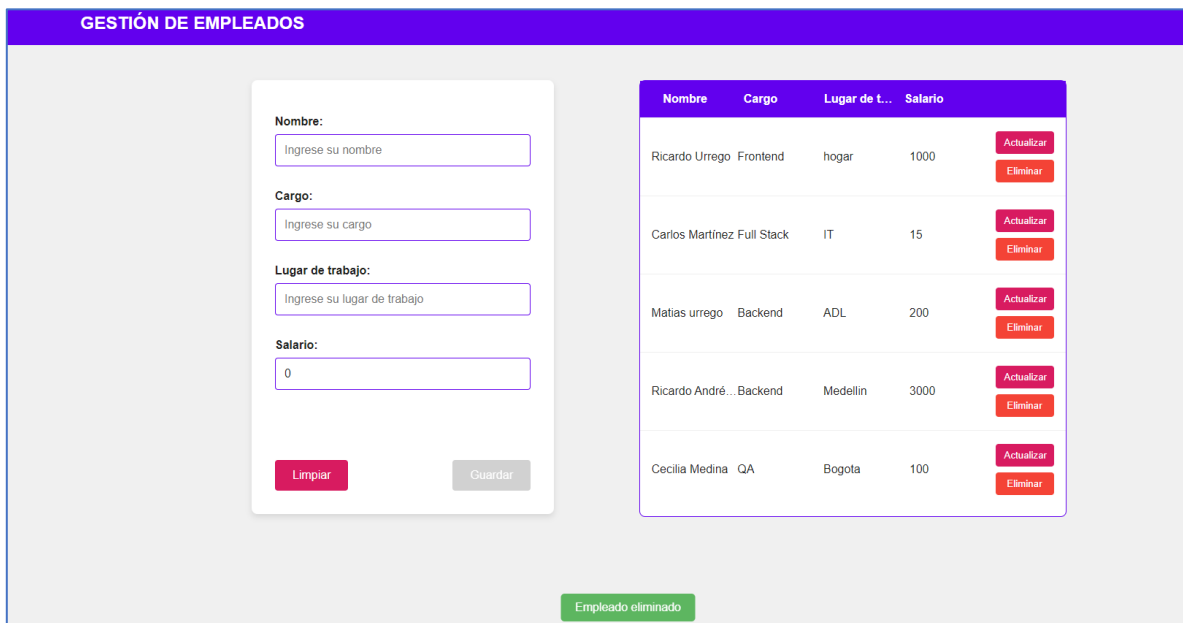 GESTIÓN DE EMPLEADOS
Nombre:
Ingrese su nombre
Cargo:
Ingrese su cargo
Lugar de trabajo:
Ingrese su lugar de trabajo
Salario:
0
Limpiar Guardar
Nombre Cargo Lugar de t... Salario
Ricardo Urrego Frontend hogar 1000 Actualizar Eliminar
Carlos Martínez Full Stack IT 15 Actualizar Eliminar
Matias urrego Backend ADL 200 Actualizar Eliminar
Ricardo André... Backend Medellin 3000 Actualizar Eliminar
Cecilia Medina QA Bogota 100 Actualizar Eliminar
Empleado eliminado